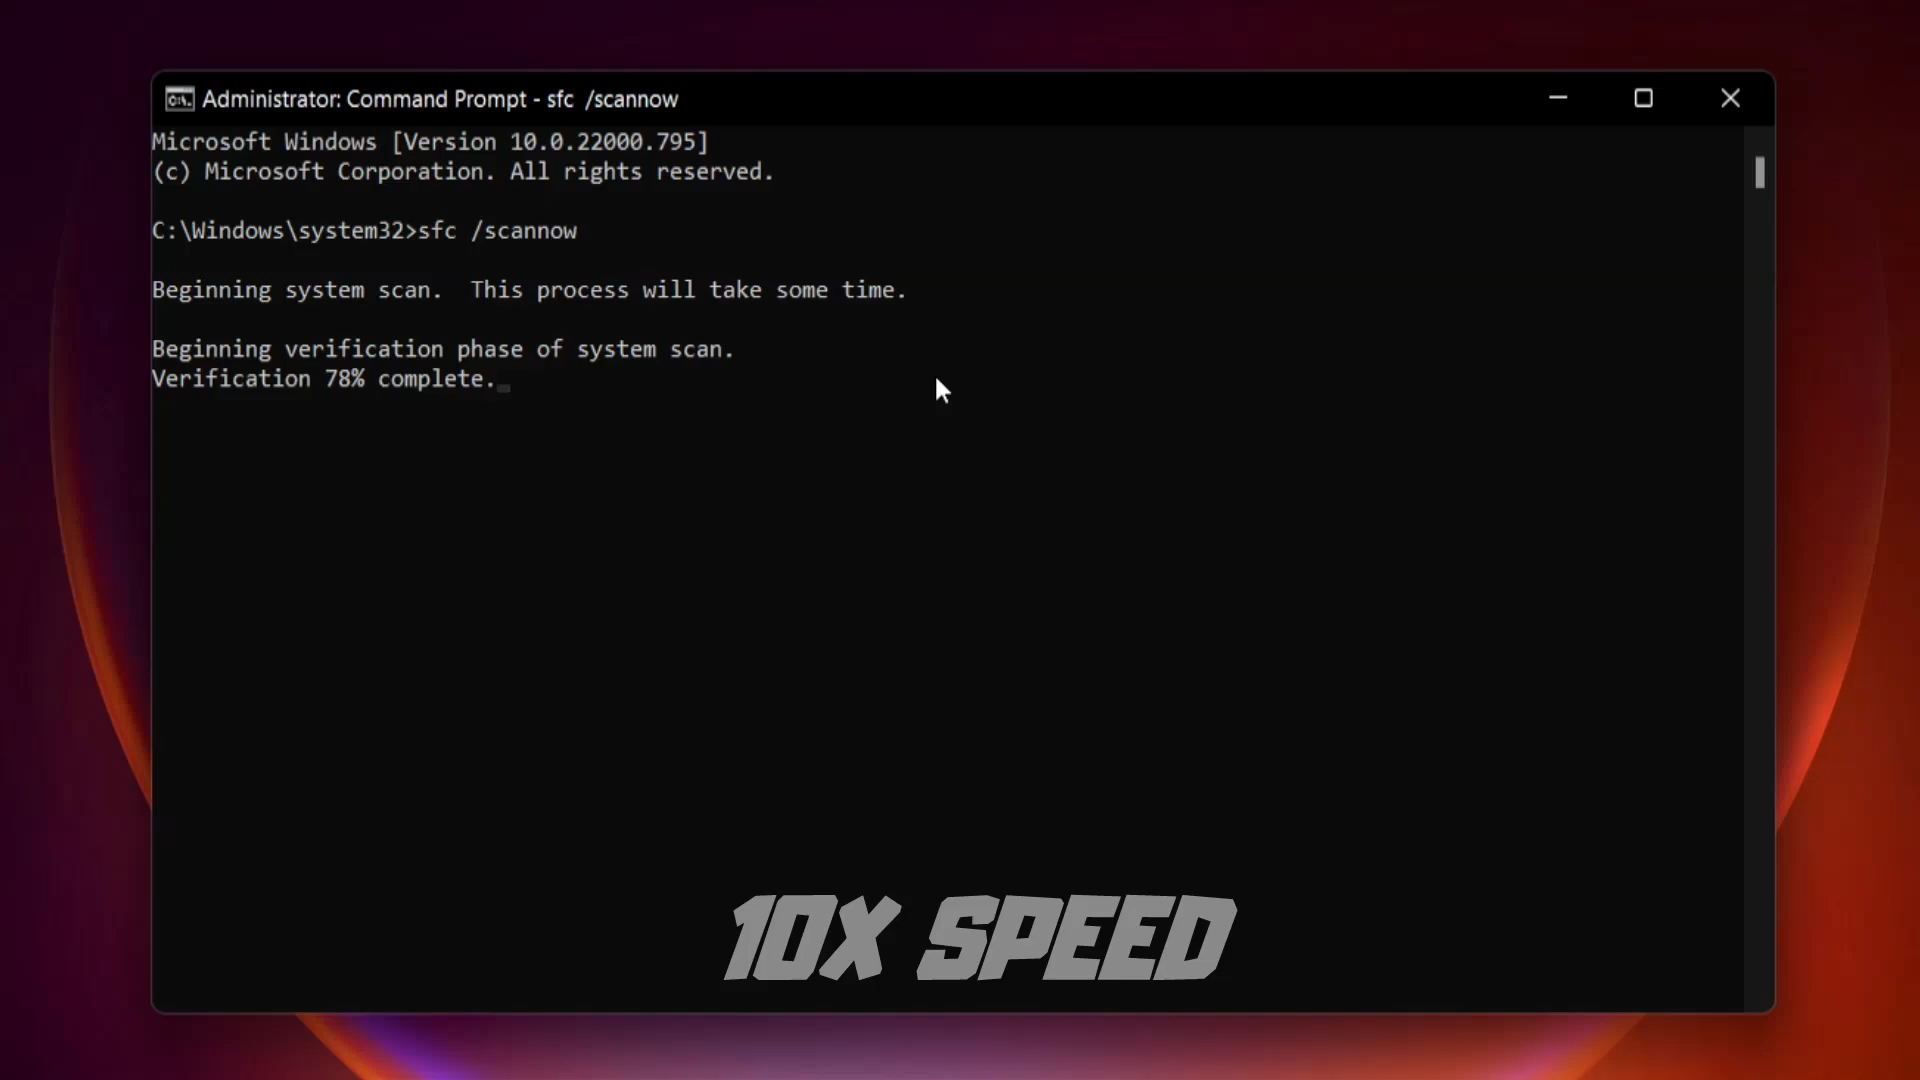 Administrator: Command Prompt - sfc  /scannow
Microsoft Windows [Version 10.0.22000.795]
(c) Microsoft Corporation. All rights reserved.
C:\Windows\system32>sfc /scannow
Beginning system scan.  This process will take some time.
Beginning verification phase of system scan.
Verification 78% complete.
10X SPEED